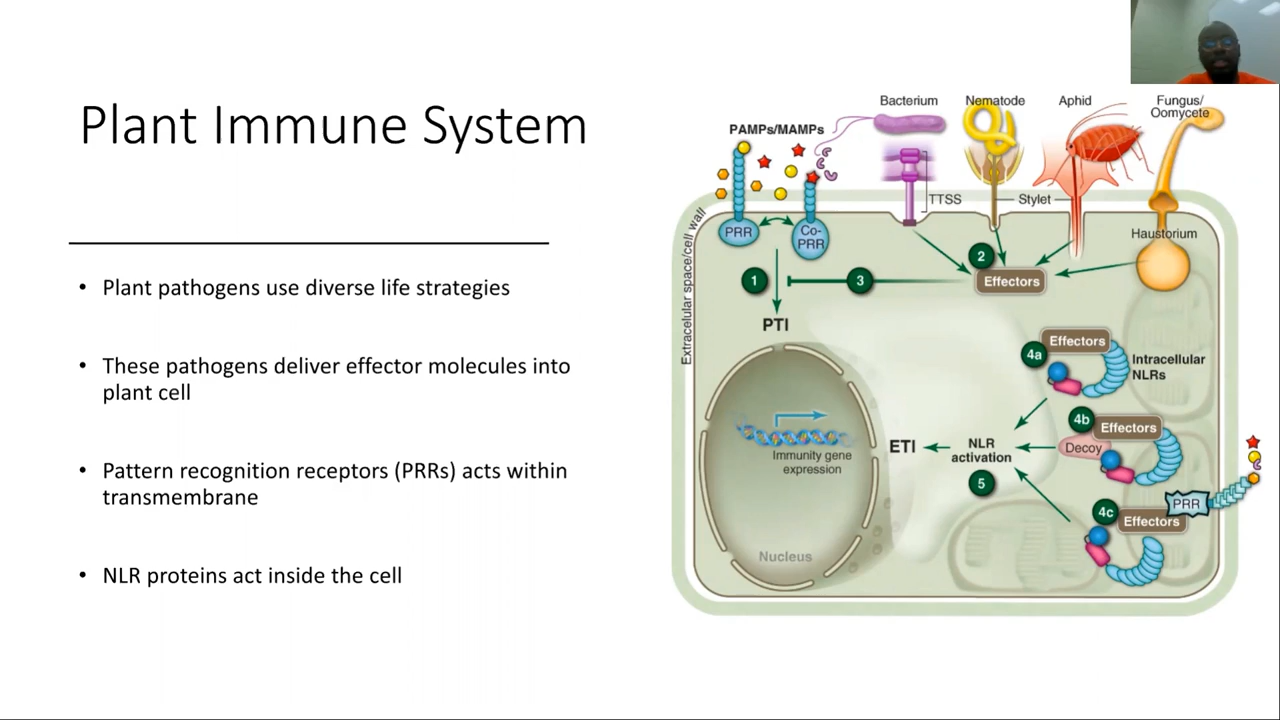 Plant Immune System
• Plant pathogens use diverse life strategies
• These pathogens deliver effector molecules into
plant cell
• Pattern recognition receptors (PRRs) acts within
transmembrane
• NLR proteins act inside the cell
Bacterium
Nematode
Aphid
Fungus/
Oomycete
PAMPs/MAMPs
TTSS
Stylet
Extracelular space/cell wall
PRR
Co-
PRR
Haustorium
2
Effectors
1
3
PTI
4a
Effectors
Intracellular
NLRs
4b
Effectors
Decoy
Immunity gene
expression
ETI
NLR
activation
5
4c
Effectors
PRR
Nucleus